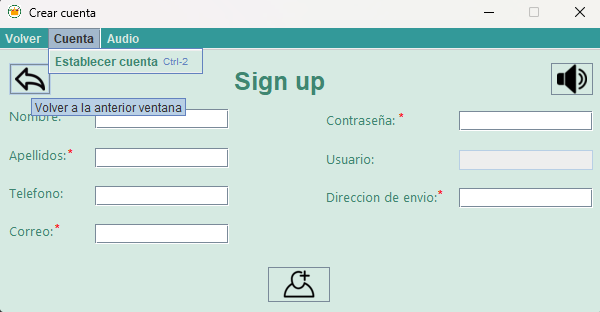 Crear cuenta
Volver Cuenta Audio
Establecer cuenta Ctrl-2
Sign up
Volver a la anterior ventana
Nombre:
Contraseña: *
Apellidos:*
Usuario:
Telefono:
Direccion de envio:*
Correo:*